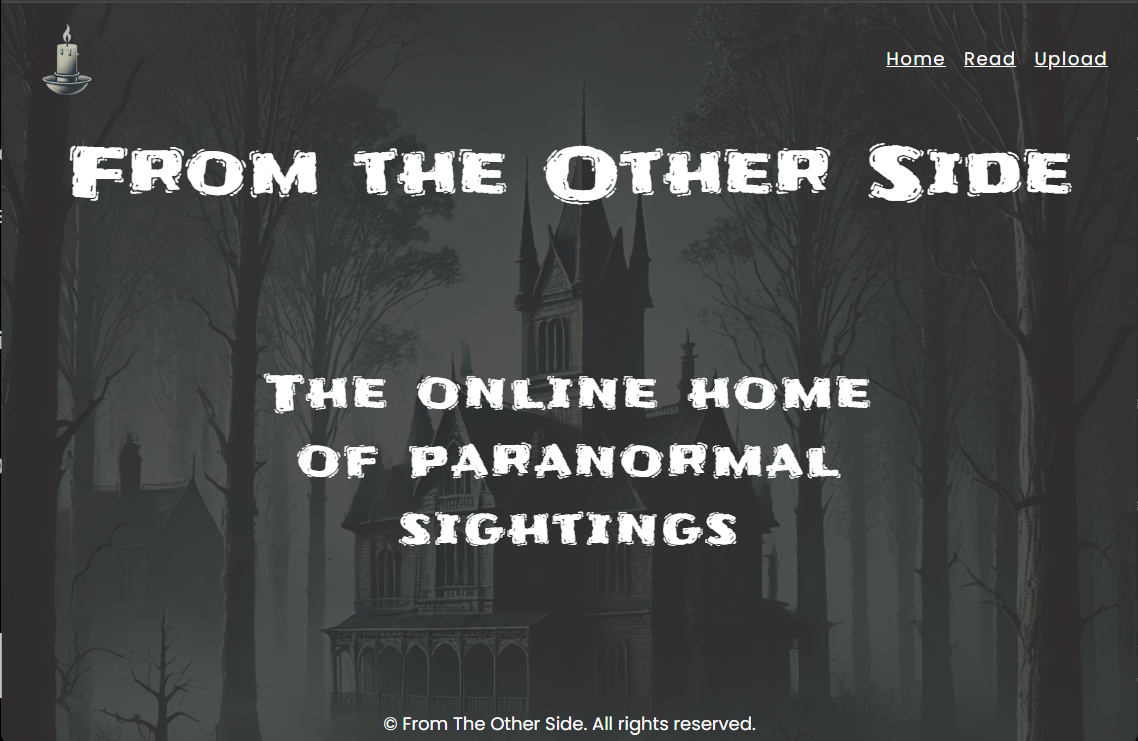 Home Read Upload
From the Other Side
The online home
of paranormal
sightings
© From The Other Side. All rights reserved.